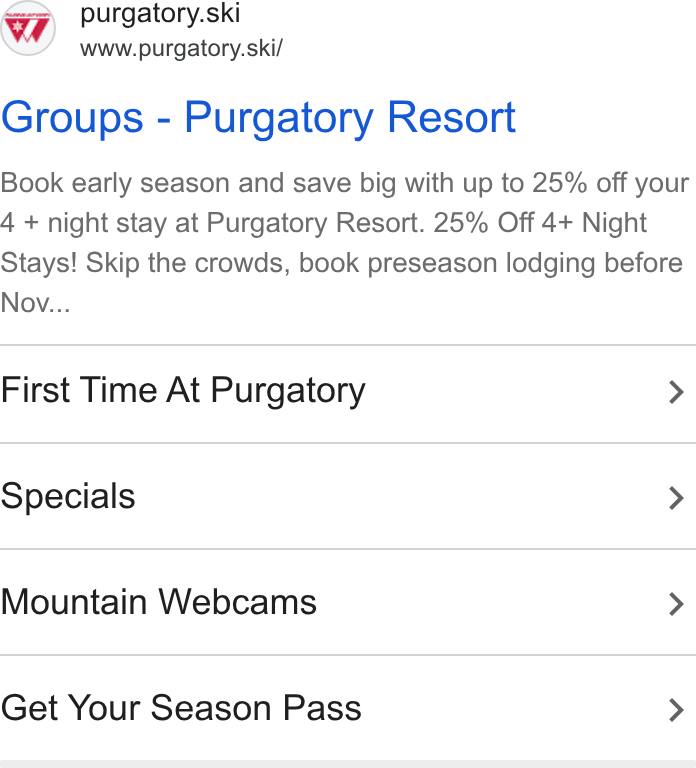 purgatory.ski
www.purgatory.ski/
Groups - Purgatory Resort
Book early season and save big with up to 25% off your
4 + night stay at Purgatory Resort. 25% Off 4+ Night
Stays! Skip the crowds, book preseason lodging before
Nov...
First Time At Purgatory
Specials
Mountain Webcams
Get Your Season Pass